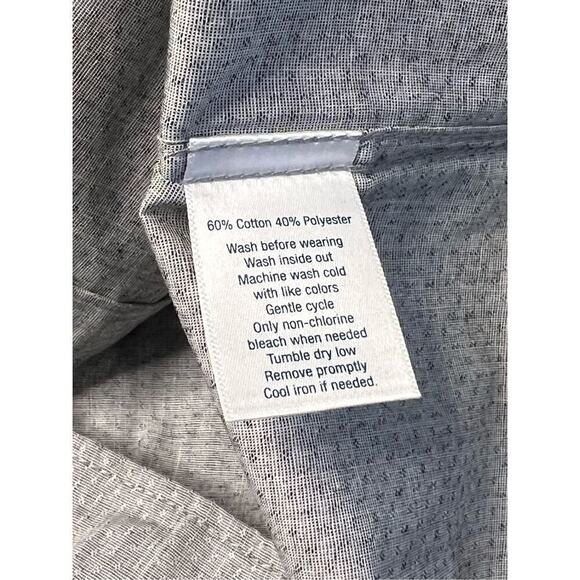 60% Cotton 40% Polyester
Wash before wearing
Wash inside out
Machine wash cold
with like colors
Gentle cycle
Only non-chlorine
bleach when needed
Tumble dry low
Remove promptly
Cool iron if needed.